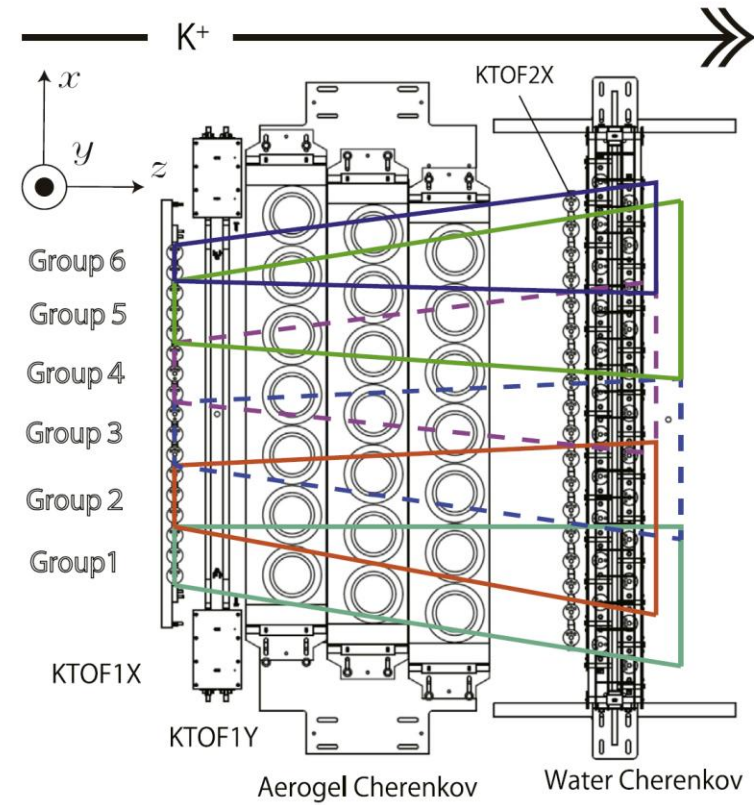 K+
x
y
z
KTOF2X
Group 6
Group 5
Group 4
Group 3
Group 2
Group1
KTOF1X
KTOF1Y
Aerogel Cherenkov
Water Cherenkov